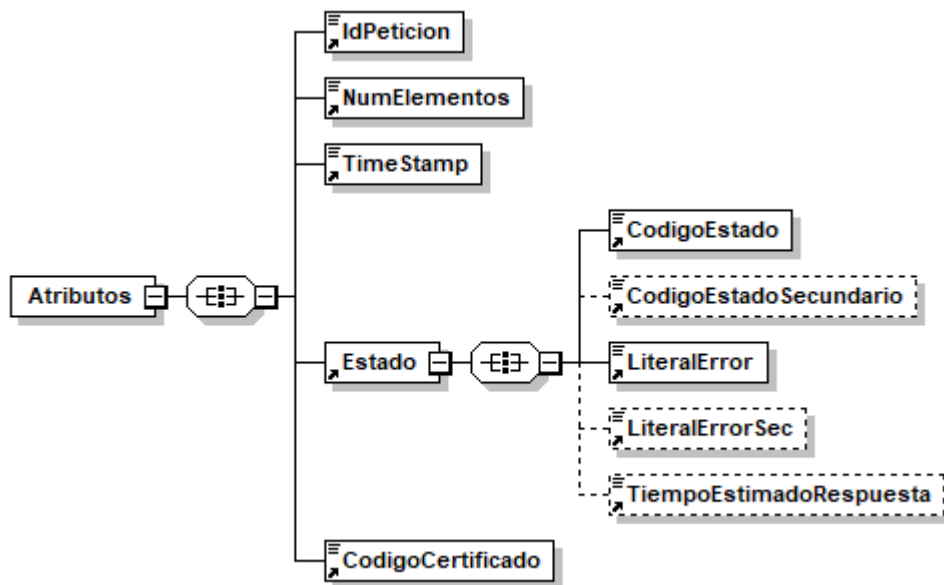 IdPeticion
NumElementos
TimeStamp
CodigoEstado
CodigoEstadoSecundario
Atributos
Estado
LiteralError
LiteralErrorSec
TiempoEstimadoRespuesta
CodigoCertificado